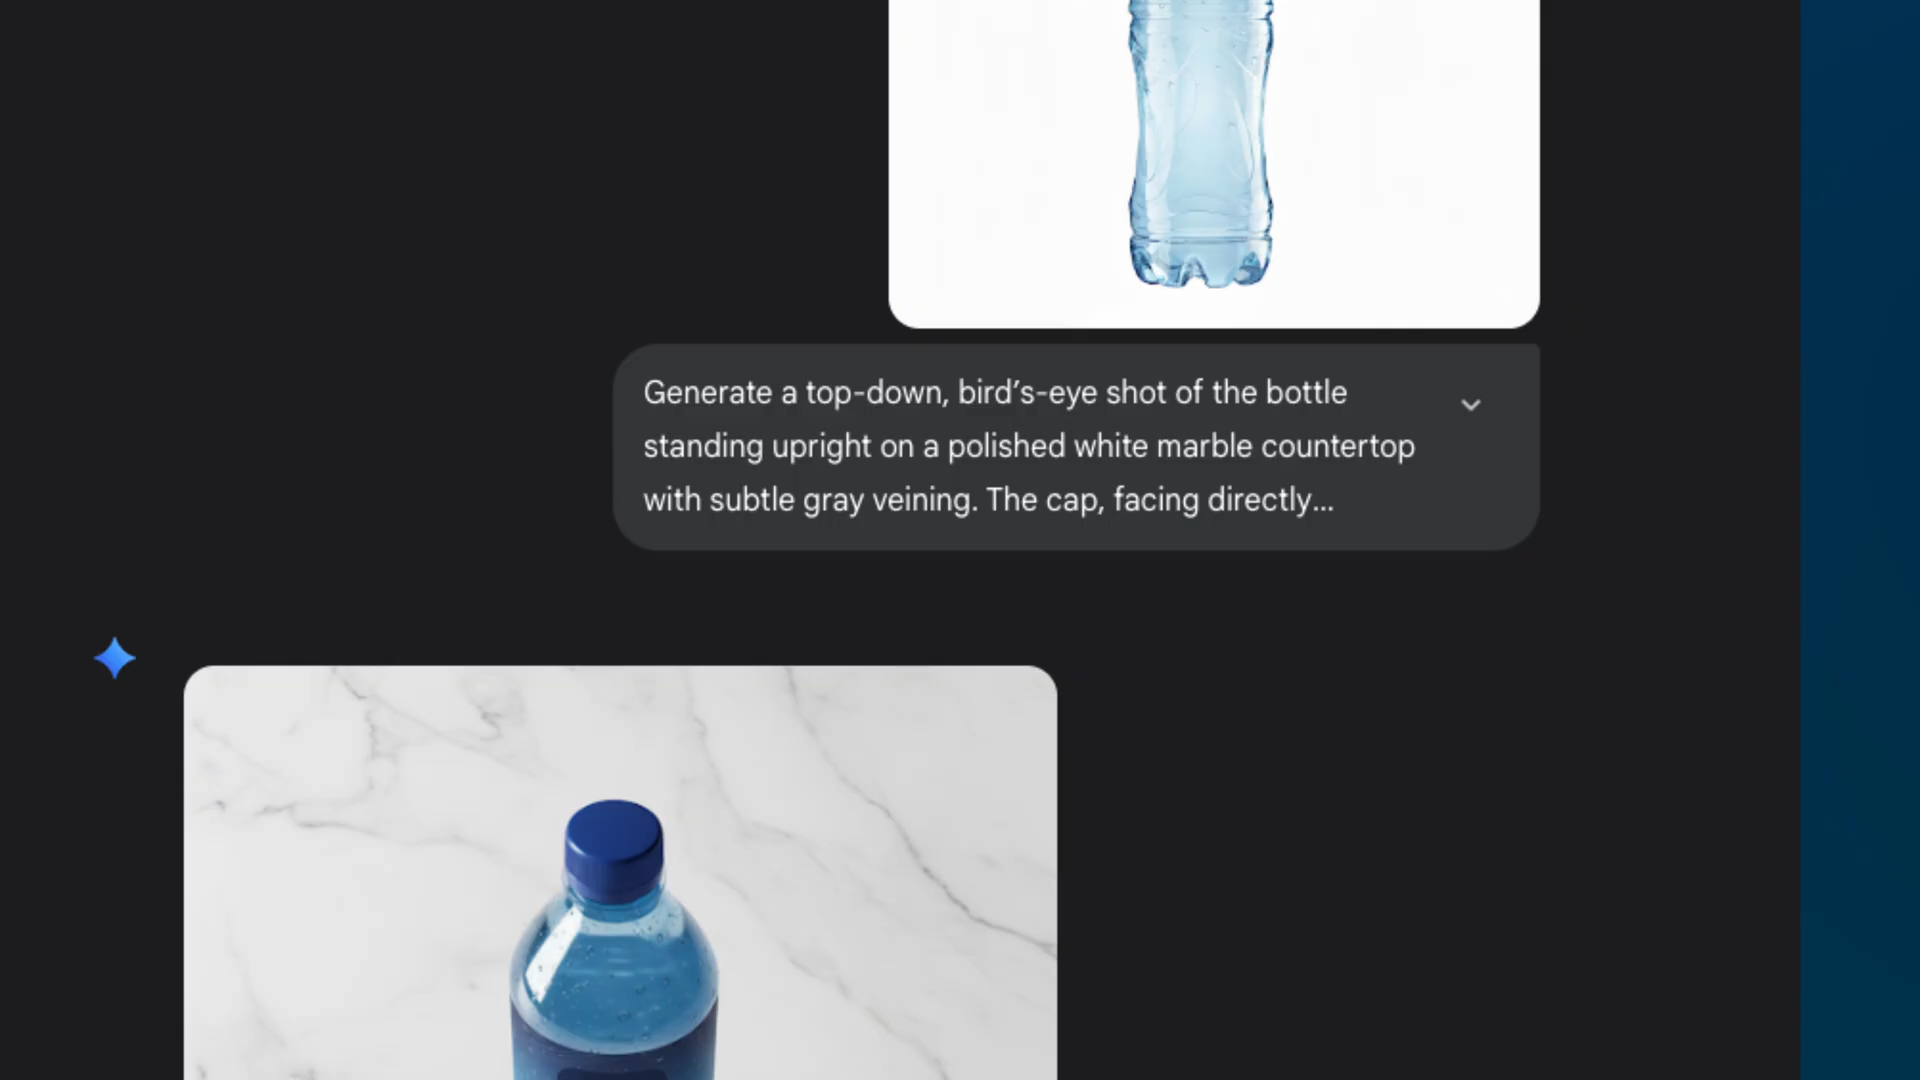 Generate a top-down, bird’s-eye shot of the bottle
standing upright on a polished white marble countertop
with subtle gray veining. The cap, facing directly...